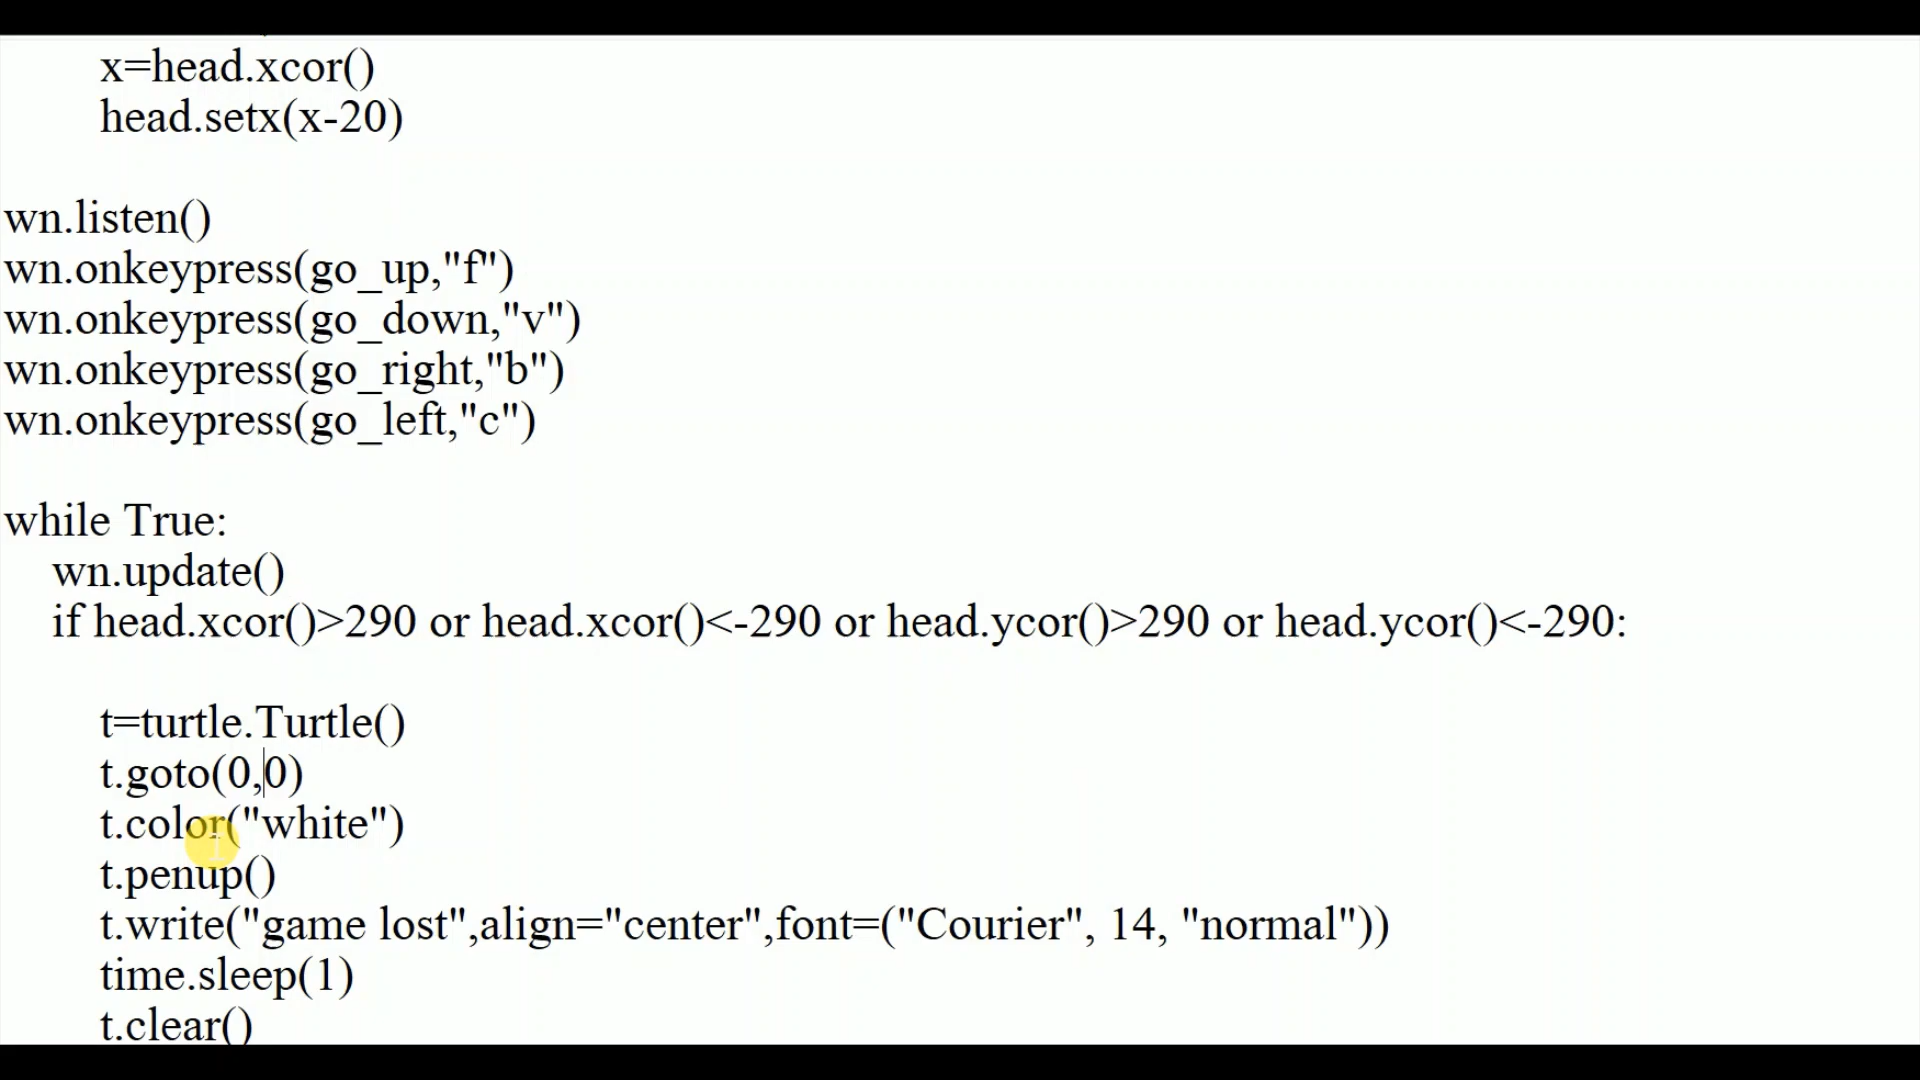 x=head.xcor()
head.setx(x-20)
wn.listen()
wn.onkeypress(go_up,"f")
wn.onkeypress(go_down,"v")
wn.onkeypress(go_right,"b")
wn.onkeypress(go_left,"c")
while True:
wn.update()
if head.xcor()>290 or head.xcor()<-290 or head.ycor()>290 or head.ycor()<-290:
t=turtle.Turtle()
t.goto(0,0)
t.color("white")
t.penup()
t.write("game lost",align="center",font=("Courier", 14, "normal"))
time.sleep(1)
t.clear()